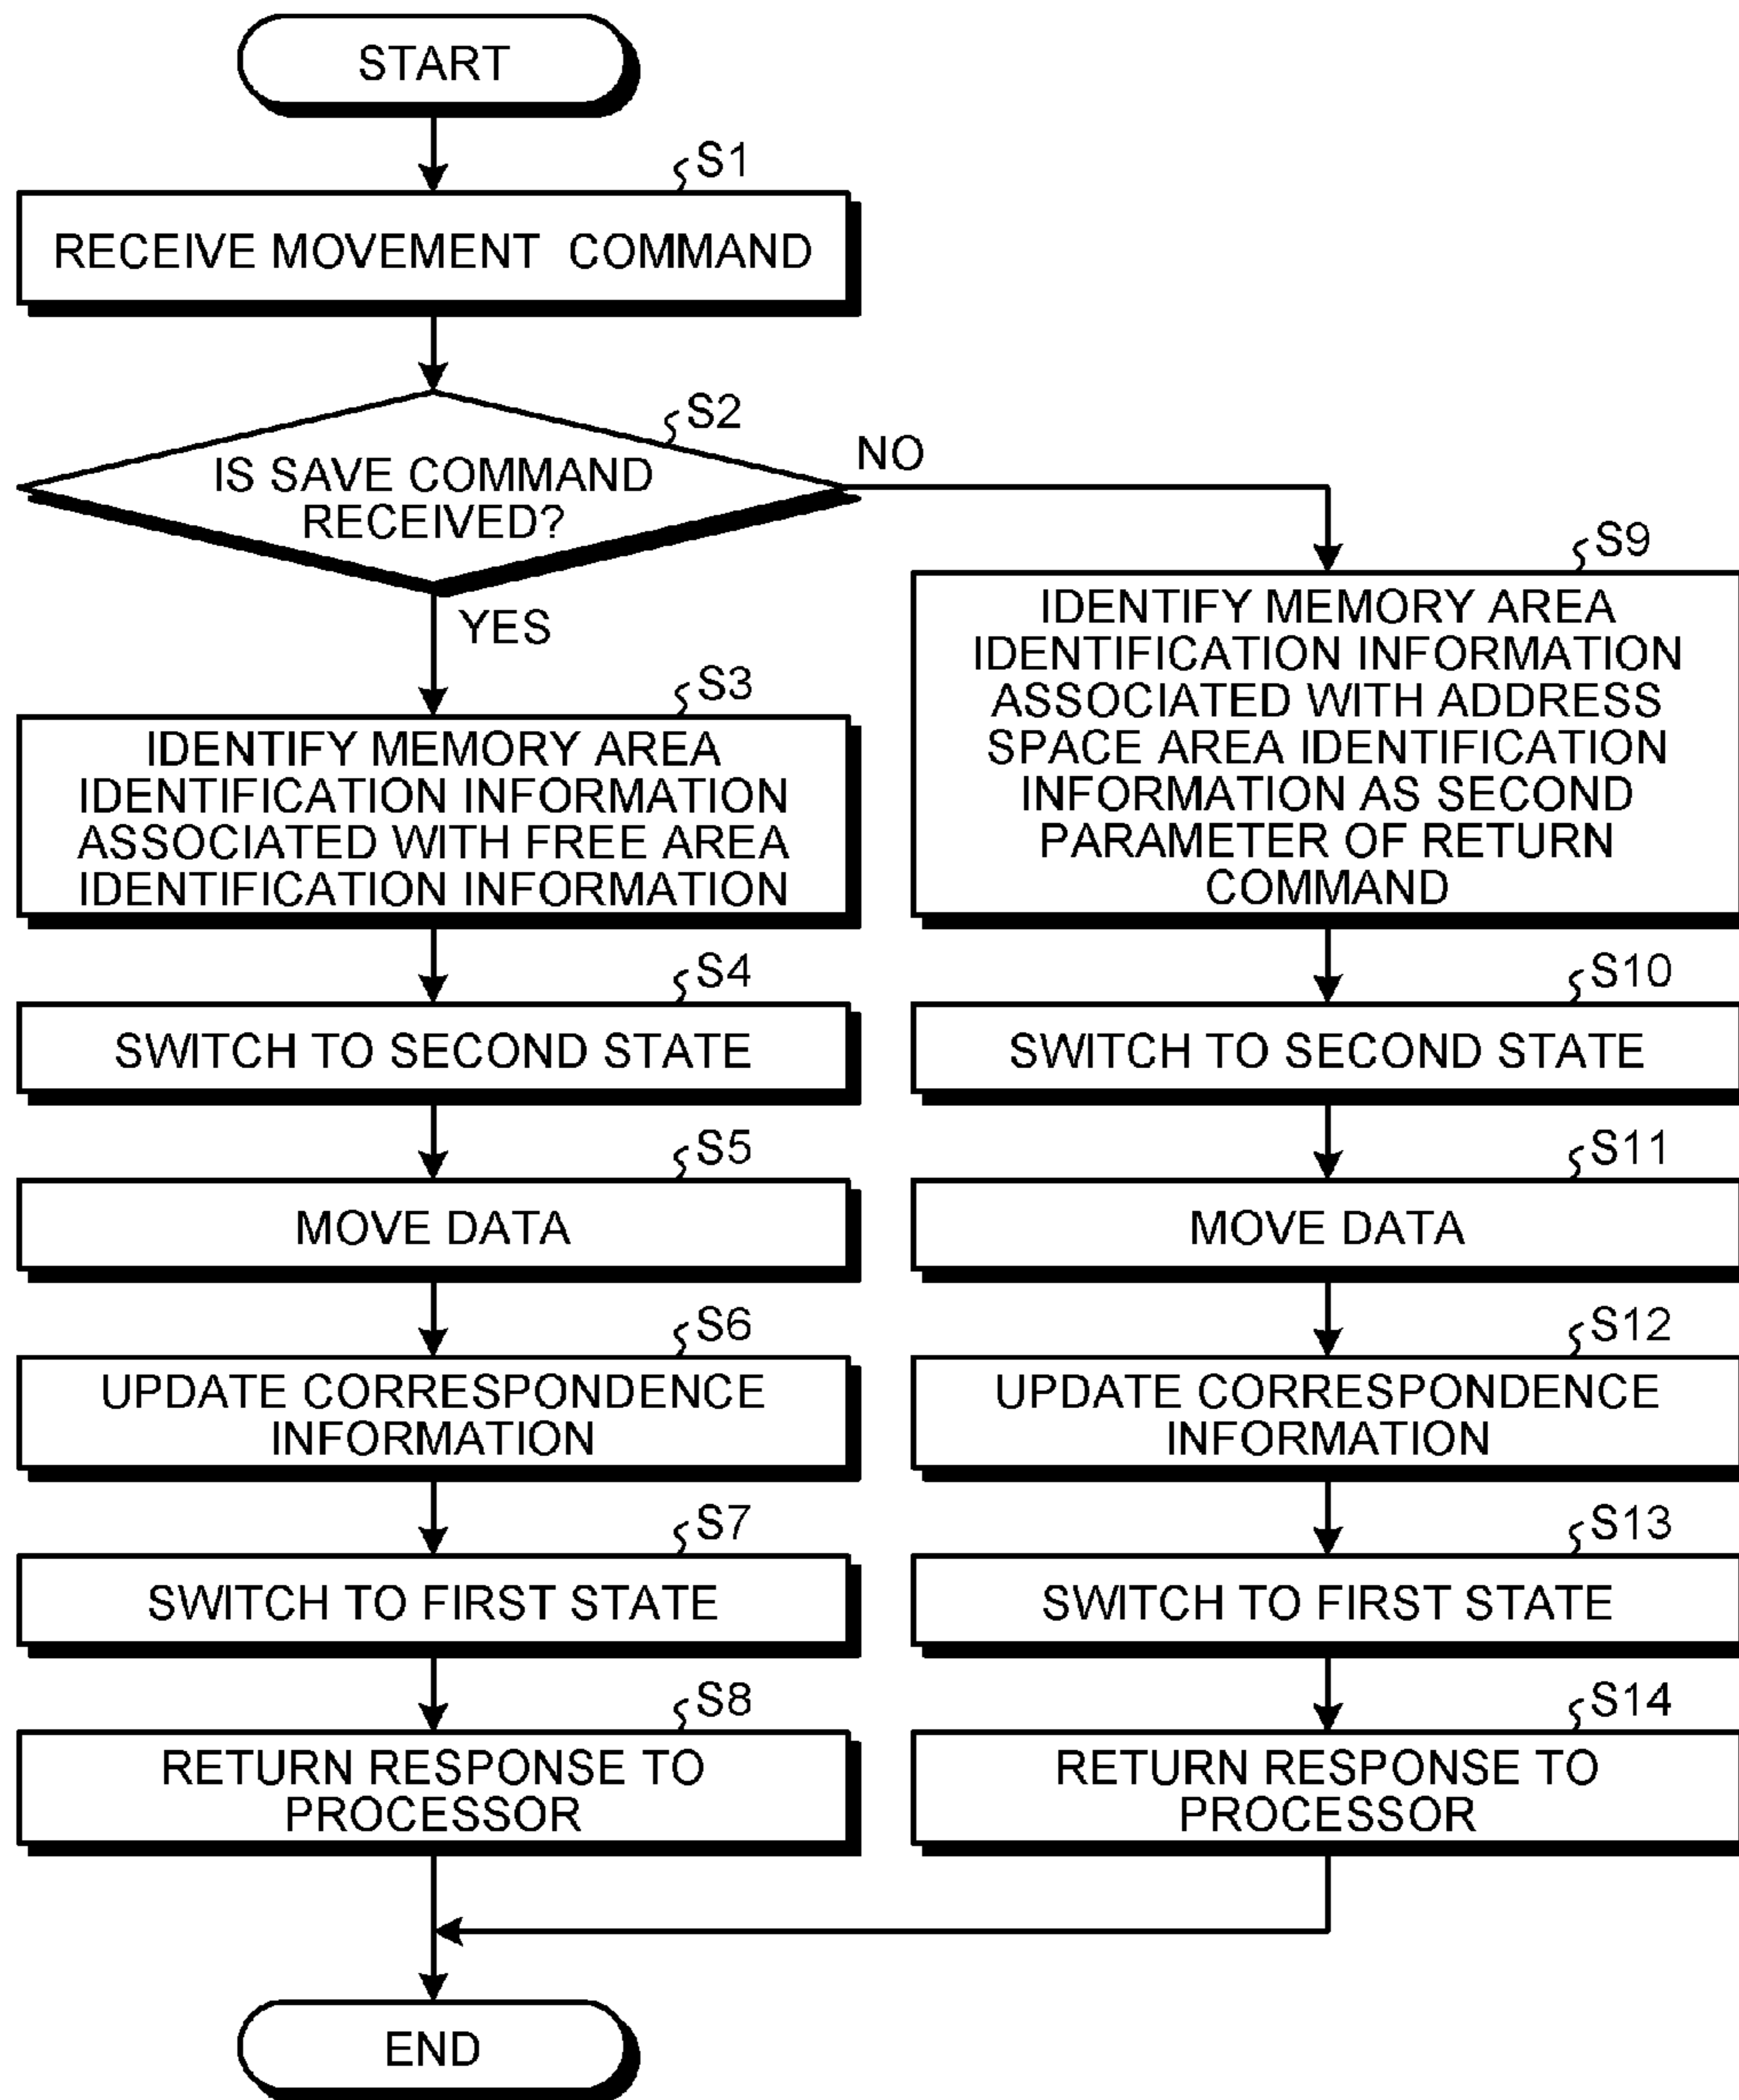 START
S1
RECEIVE MOVEMENT COMMAND
S2
IS SAVE COMMAND
RECEIVED?
NO
YES
S3
IDENTIFY MEMORY AREA
IDENTIFICATION INFORMATION
ASSOCIATED WITH FREE AREA
IDENTIFICATION INFORMATION
S4
SWITCH TO SECOND STATE
S5
MOVE DATA
S6
UPDATE CORRESPONDENCE
INFORMATION
S7
SWITCH TO FIRST STATE
S8
RETURN RESPONSE TO
PROCESSOR
S9
IDENTIFY MEMORY AREA
IDENTIFICATION INFORMATION
ASSOCIATED WITH ADDRESS
SPACE AREA IDENTIFICATION
INFORMATION AS SECOND
PARAMETER OF RETURN
COMMAND
S10
SWITCH TO SECOND STATE
S11
MOVE DATA
S12
UPDATE CORRESPONDENCE
INFORMATION
S13
SWITCH TO FIRST STATE
S14
RETURN RESPONSE TO
PROCESSOR
END